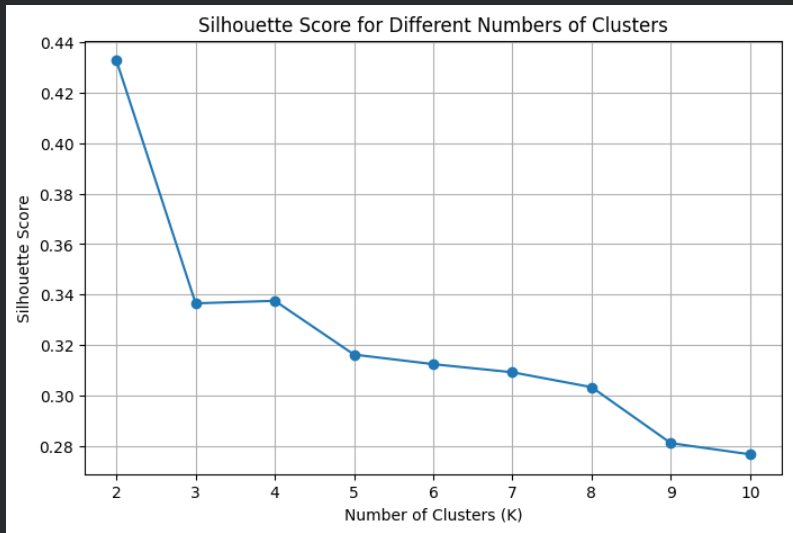 Silhouette Score for Different Numbers of Clusters
0.44
0.42
0.40
0.38
0.36
0.34
0.32
0.30
0.28
Silhouette Score
2 3 4 5 6 7 8 9 10
Number of Clusters (K)